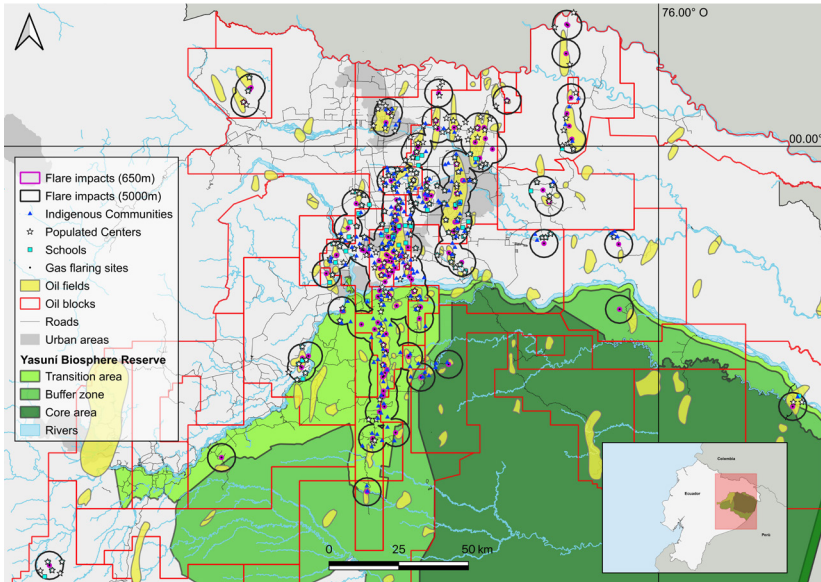 76.00° O
00.00°
Flare impacts (650m)
Flare impacts (5000m)
Indigenous Communities
Populated Centers
Schools
Gas flaring sites
Oil fields
Oil blocks
Roads
Urban areas
Yasuní Biosphere Reserve
Transition area
Buffer zone
Core area
Rivers
Colombia
Ecuador
Perú
0 25 50 km